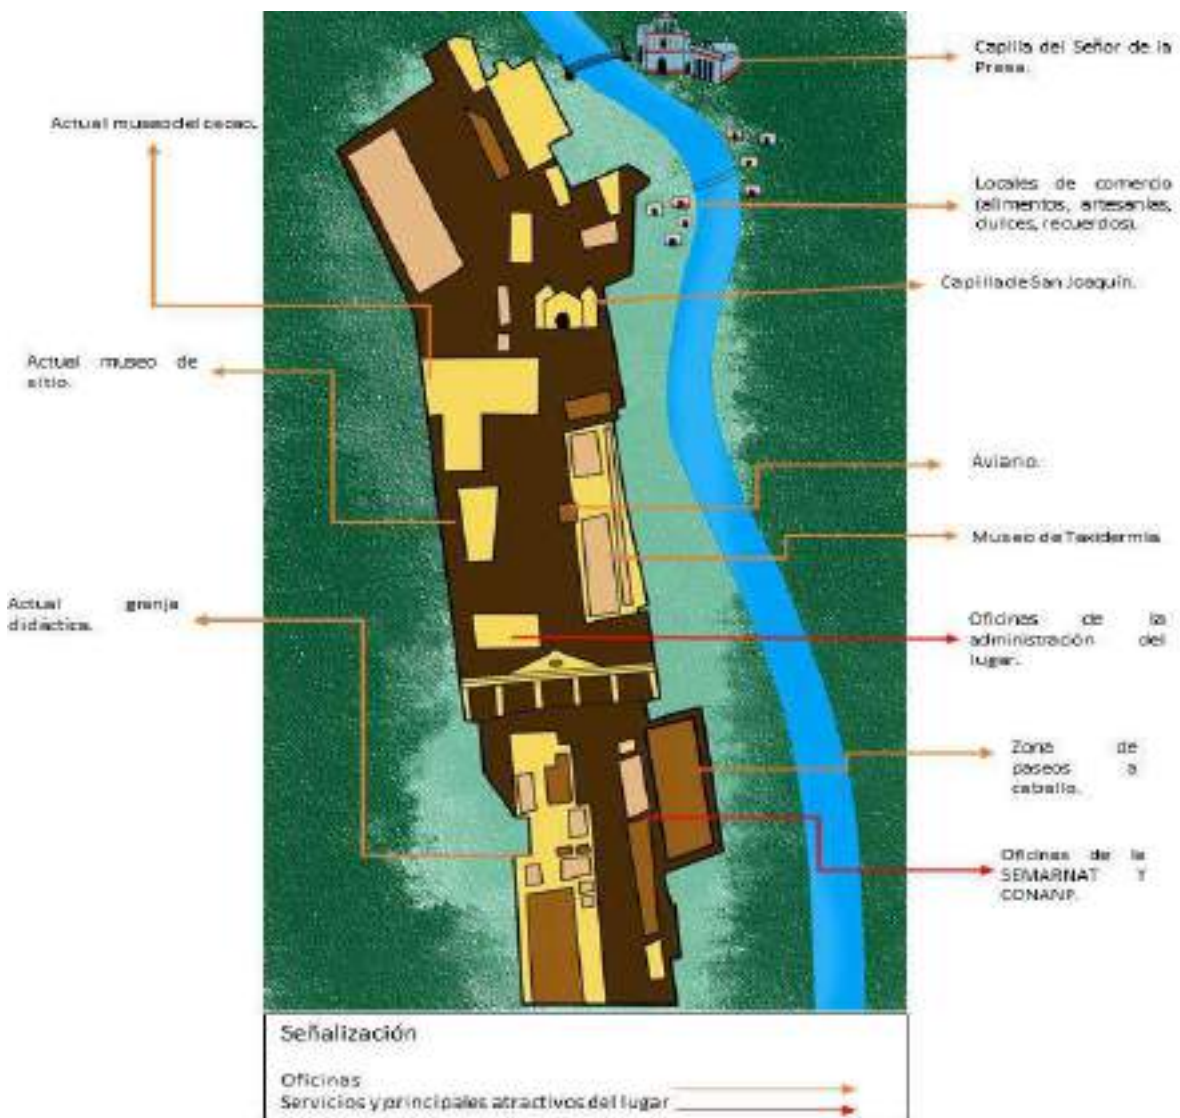 Capilla del Señor de la
Presa.
Actual museo del cacao.
Locales de comercio
(alimentos, artesanías,
dulces, recuerdos).
Capilla de San Joaquín.
Actual museo de
sitio.
Aviario.
Museo de Taxidermia
Actual granja
didáctica.
Oficinas de la
administración del
lugar.
Zona de
paseos a
caballo.
Oficinas de la
SEMARNAT Y
CONANP.
Señalización
Oficinas
Servicios y principales atractivos del lugar